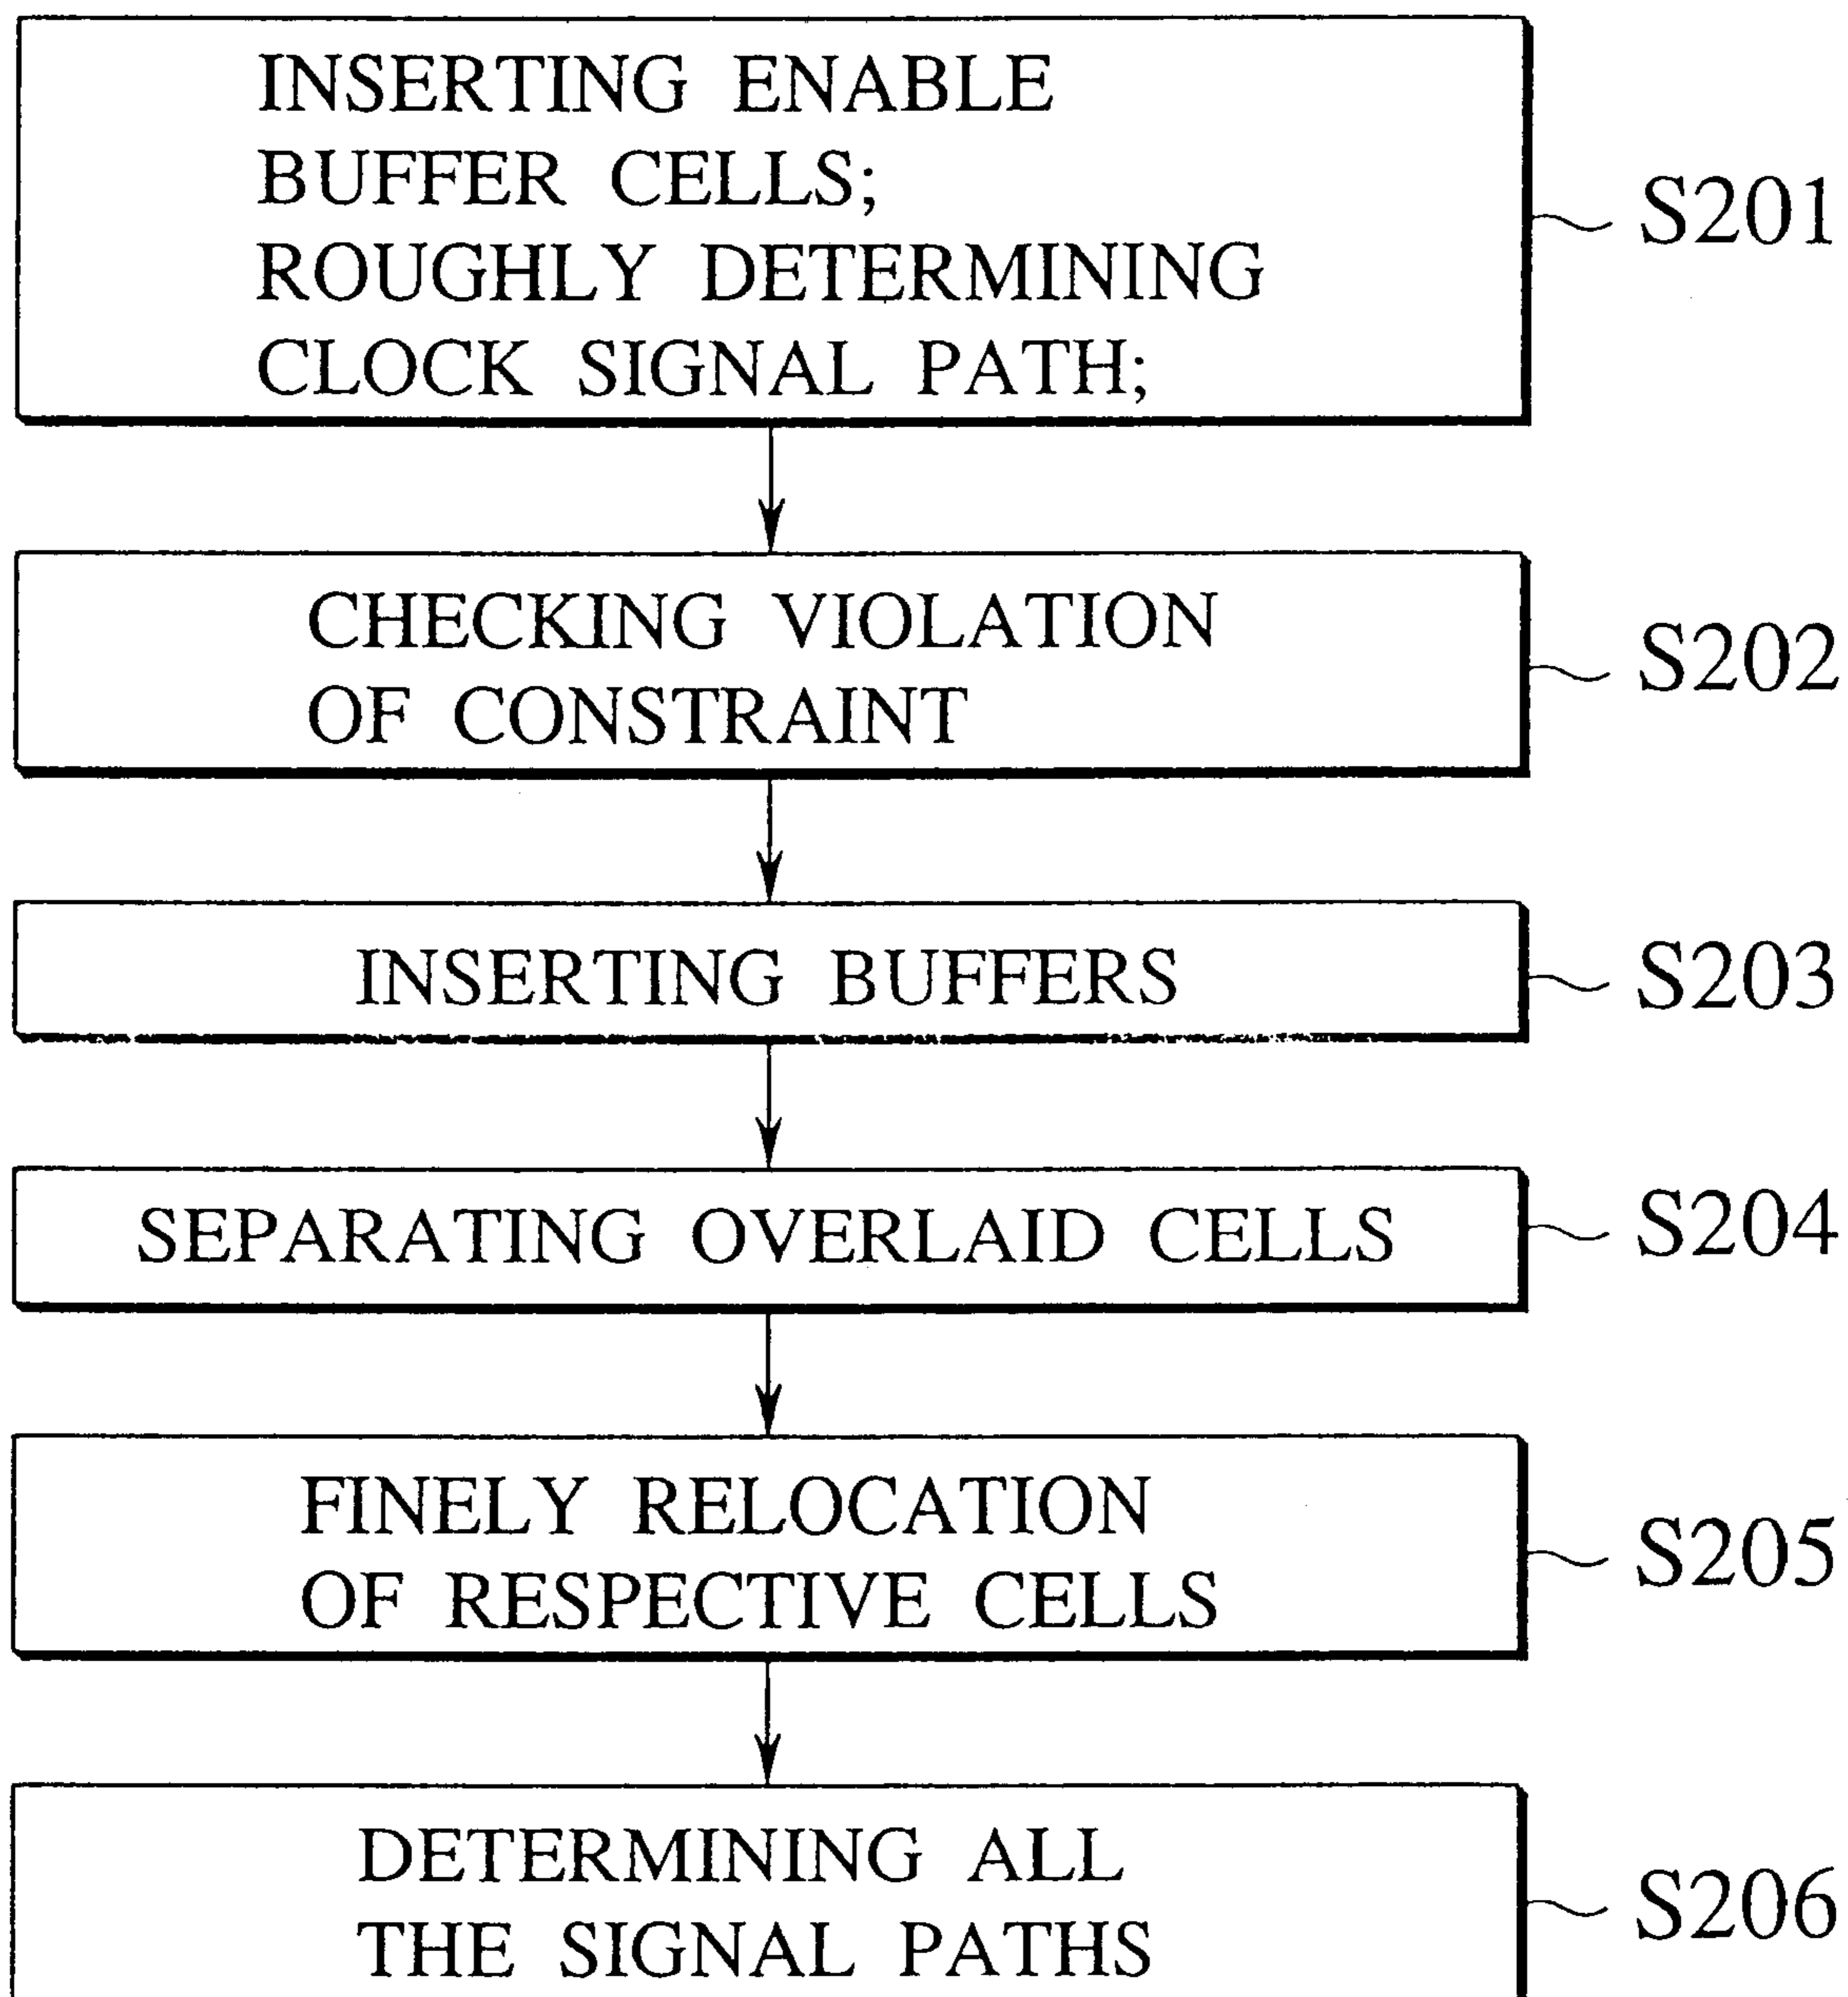 INSERTING ENABLE
BUFFER CELLS;
ROUGHLY DETERMINING
CLOCK SIGNAL PATH;
S201
CHECKING VIOLATION
OF CONSTRAINT
S202
INSERTING BUFFERS
S203
SEPARATING OVERLAID CELLS
S204
FINELY RELOCATION
OF RESPECTIVE CELLS
S205
DETERMINING ALL
THE SIGNAL PATHS
S206